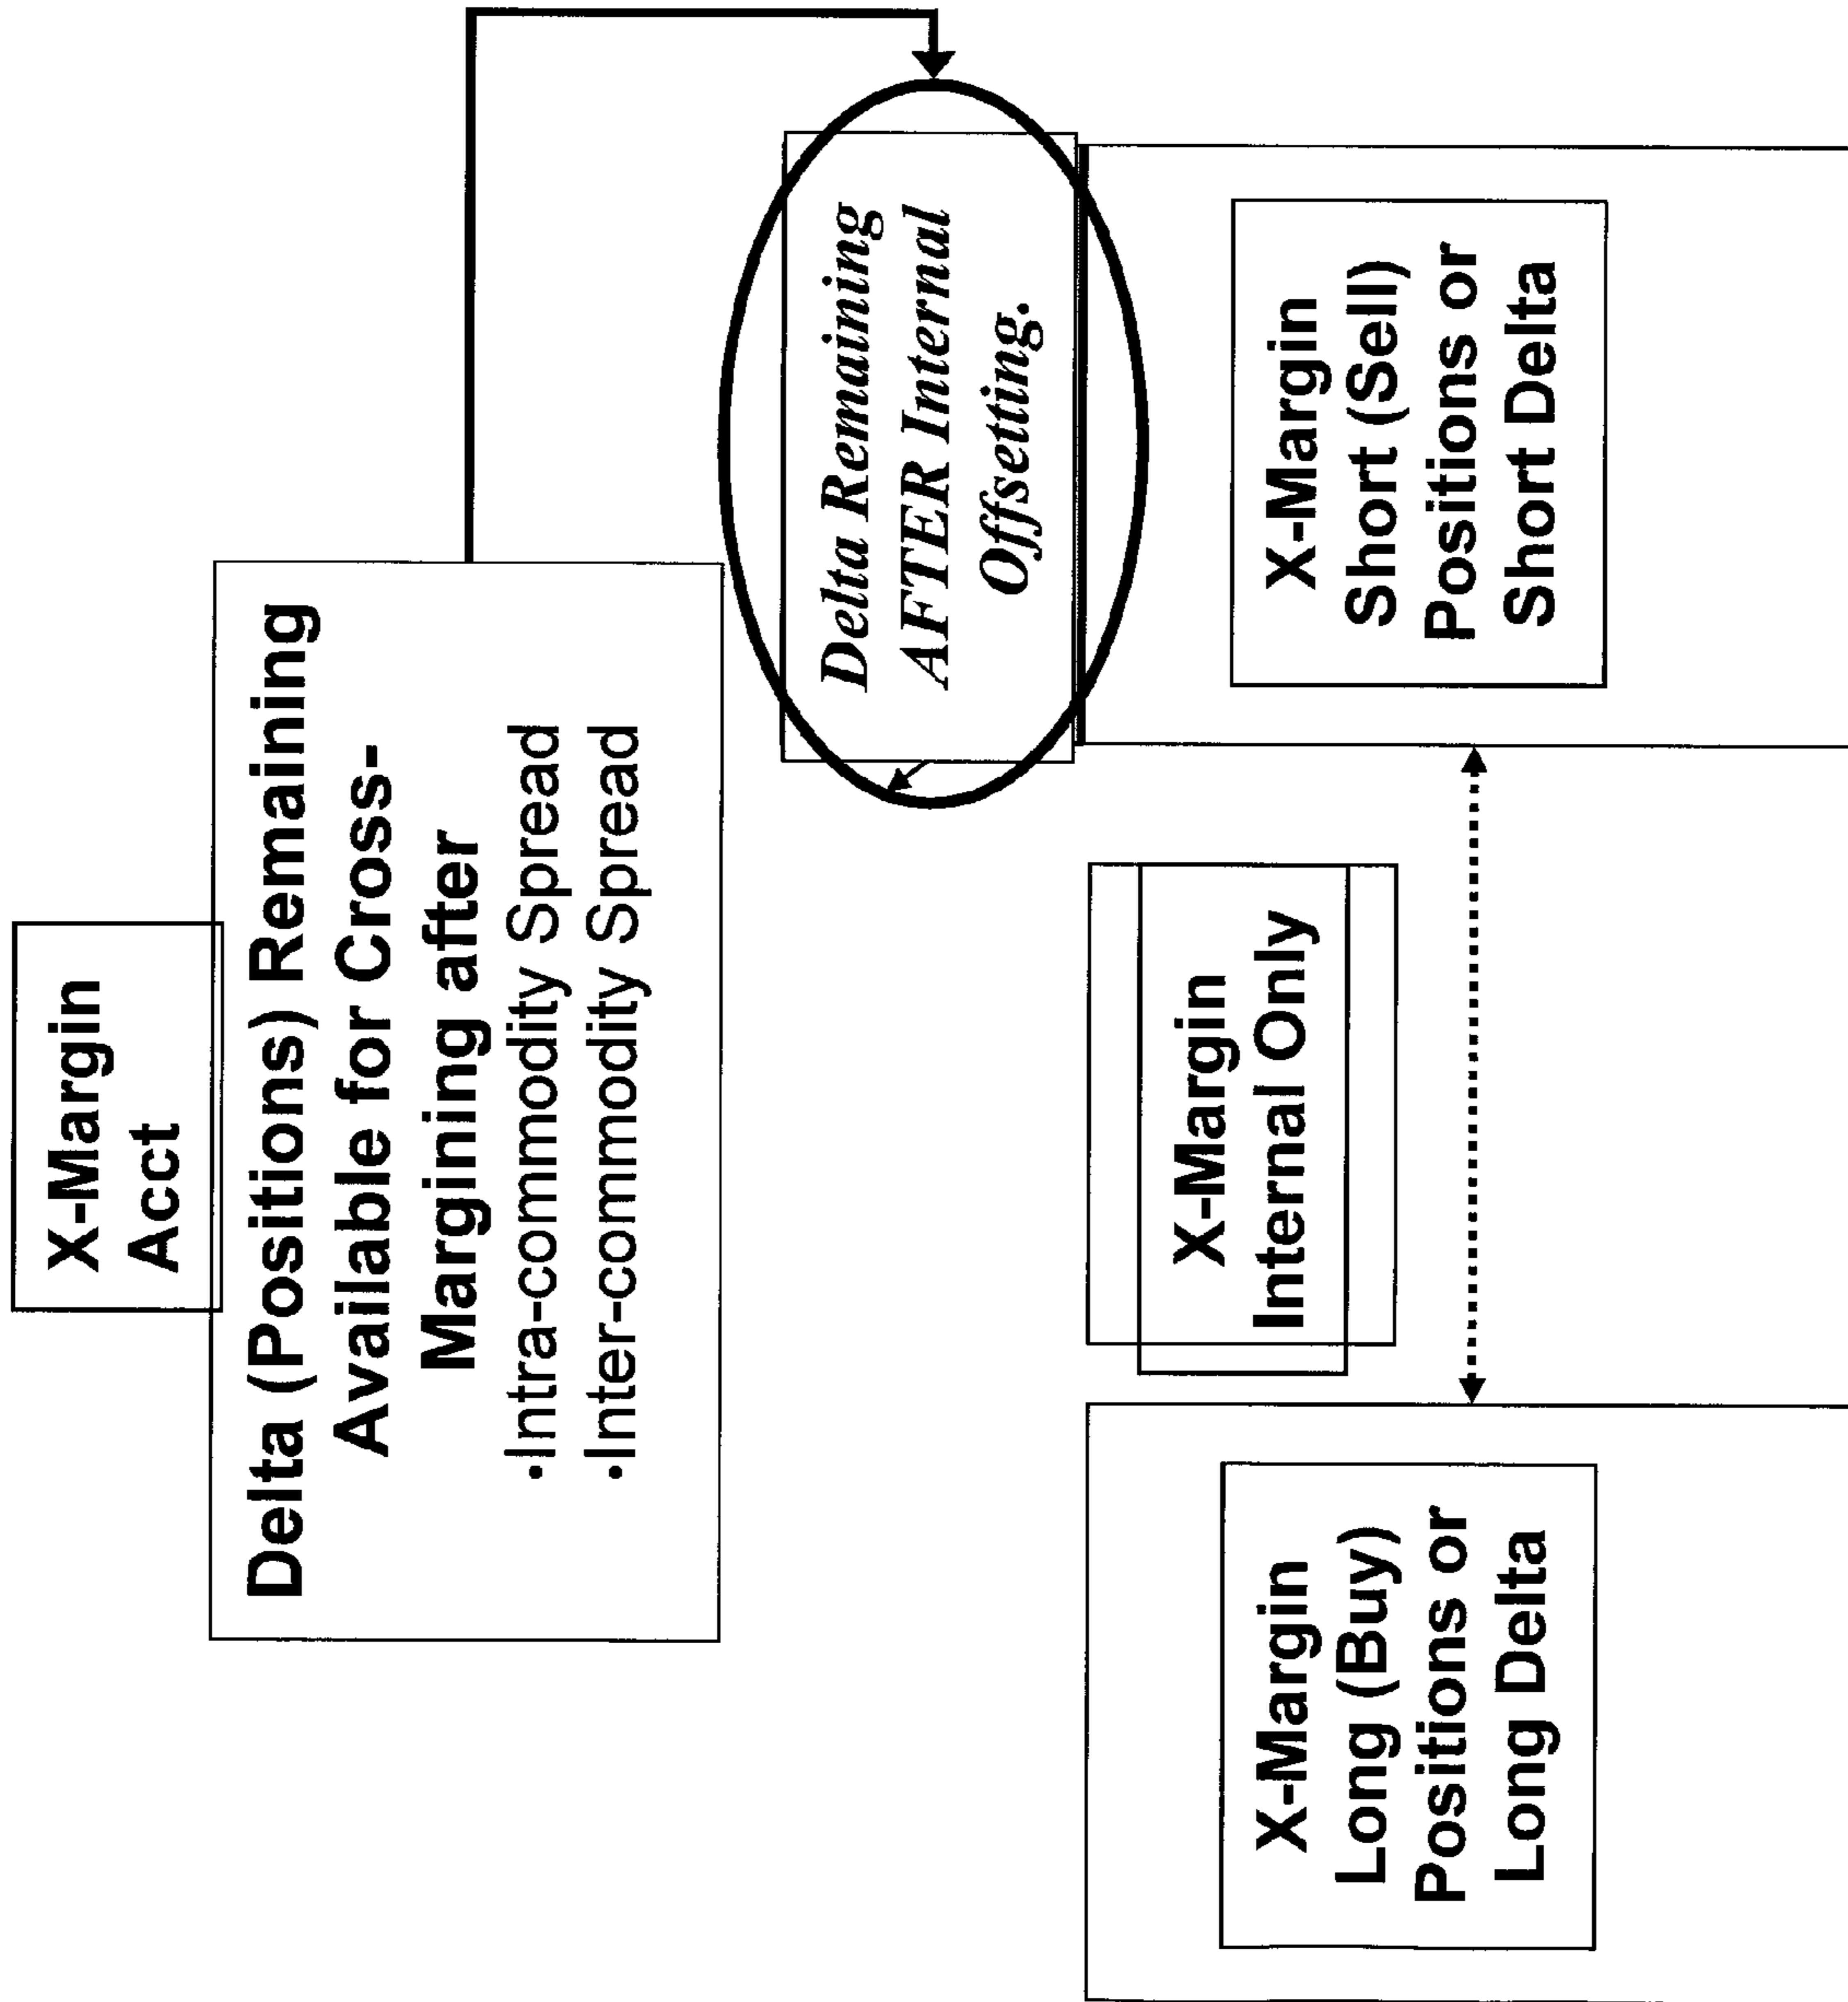 X-Margin
Acct
Delta (Positions) Remaining
Available for Cross-
Margining after
•Intra-commodity Spread
•Inter-commodity Spread
Delta Remaining
AFTER Internal
Offsetting.
X-Margin
Internal Only
X-Margin
Long (Buy)
Positions or
Long Delta
X-Margin
Short (Sell)
Positions or
Short Delta